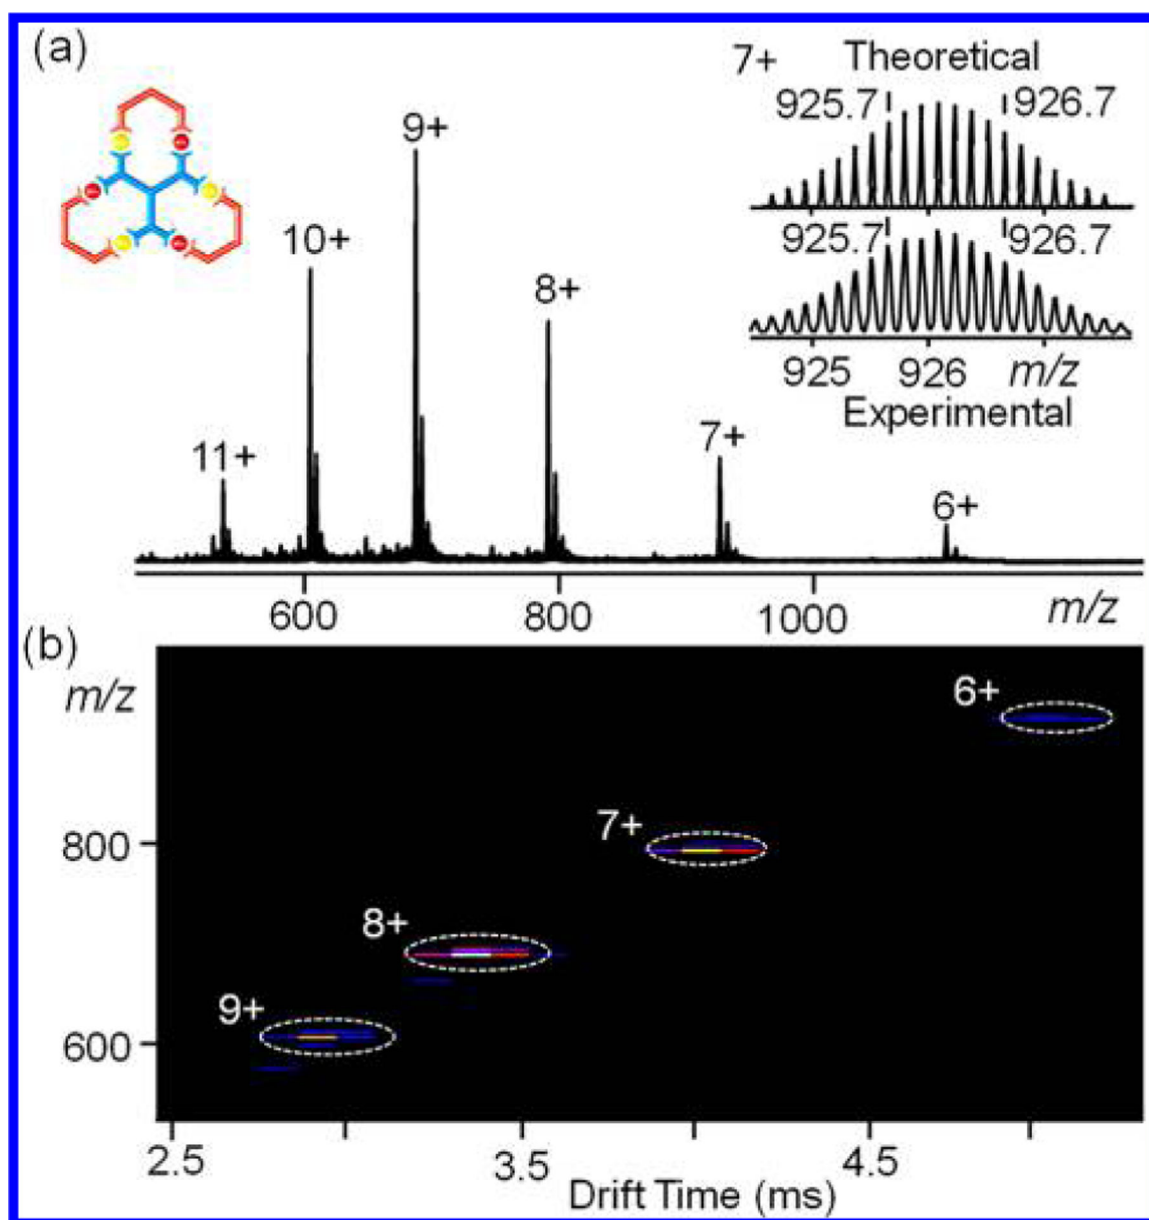 (a)
7+ Theoretical
925.7 926.7
9+
10+
925.7 926.7
8+
925 926 m/z
Experimental
11+
7+
6+
600 800 1000 m/z
(b)
m/z
6+
7+
800
8+
9+
600
2.5 3.5 4.5
Drift Time (ms)